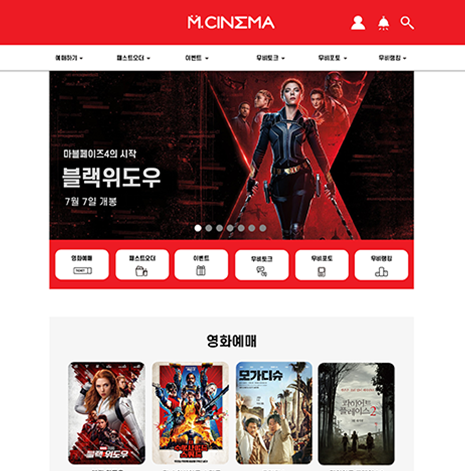 M.CINEMA
예매하기 패스트오더 이벤트 무비토크 무비포토 무비랭킹
마블페이즈4의 시작
블랙위도우
7월 7일 개봉
영화예매 패스트오더 이벤트 무비토크 무비포토 무비랭킹
영화예매
블랙 위도우
모가디슈
콰이어트
플레이스 2